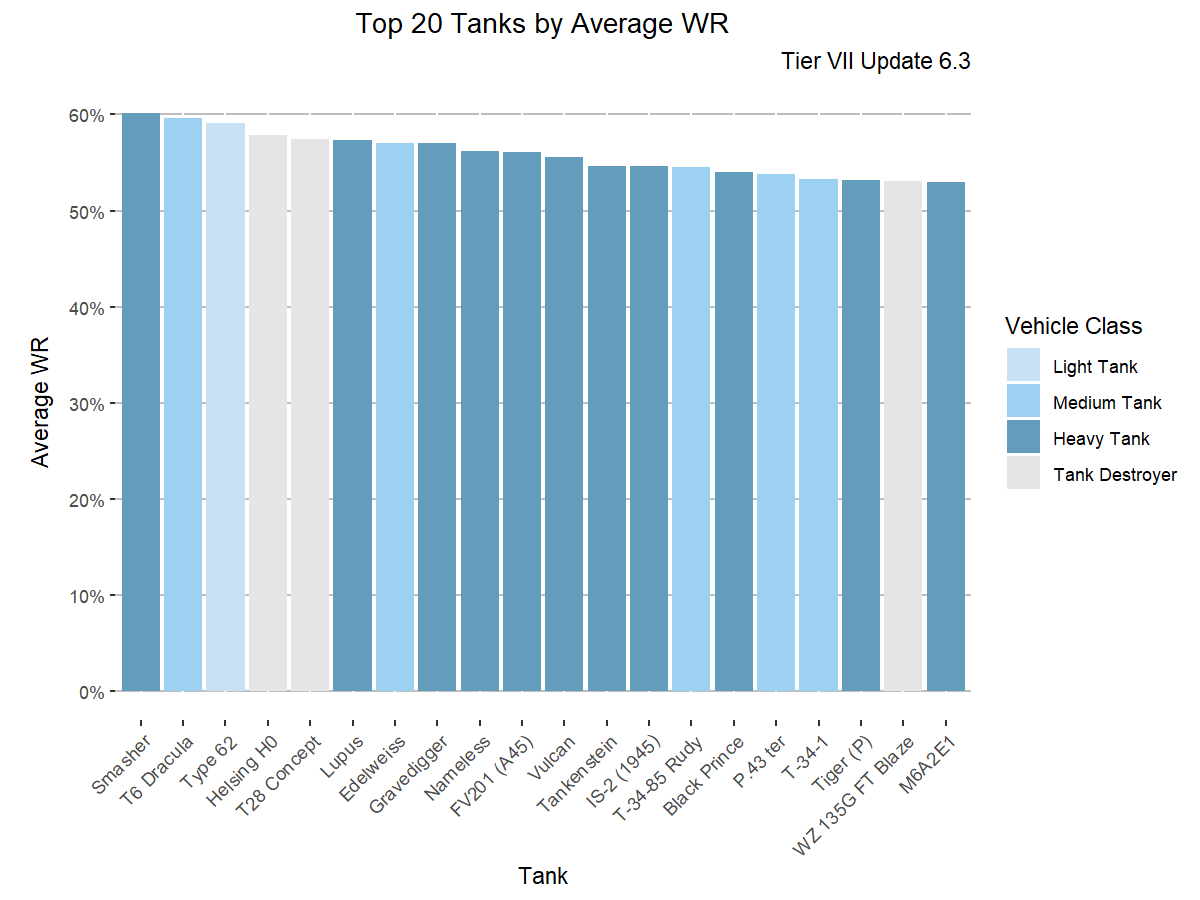 Top 20 Tanks by Average WR
Tier VII Update 6.3
60%
50%
40%
30%
20%
10%
0%
Average WR
Smasher
T6 Dracula
Type 62
Helsing H0
T28 Concept
Lupus
Edelweiss
Gravedigger
Nameless
FV201 (A45)
Vulcan
Tankenstein
IS-2 (1945)
T-34-85 Rudy
Black Prince
P.43 ter
T-34-1
Tiger (P)
WZ 135G FT Blaze
M6A2E1
Tank
Vehicle Class
Light Tank
Medium Tank
Heavy Tank
Tank Destroyer